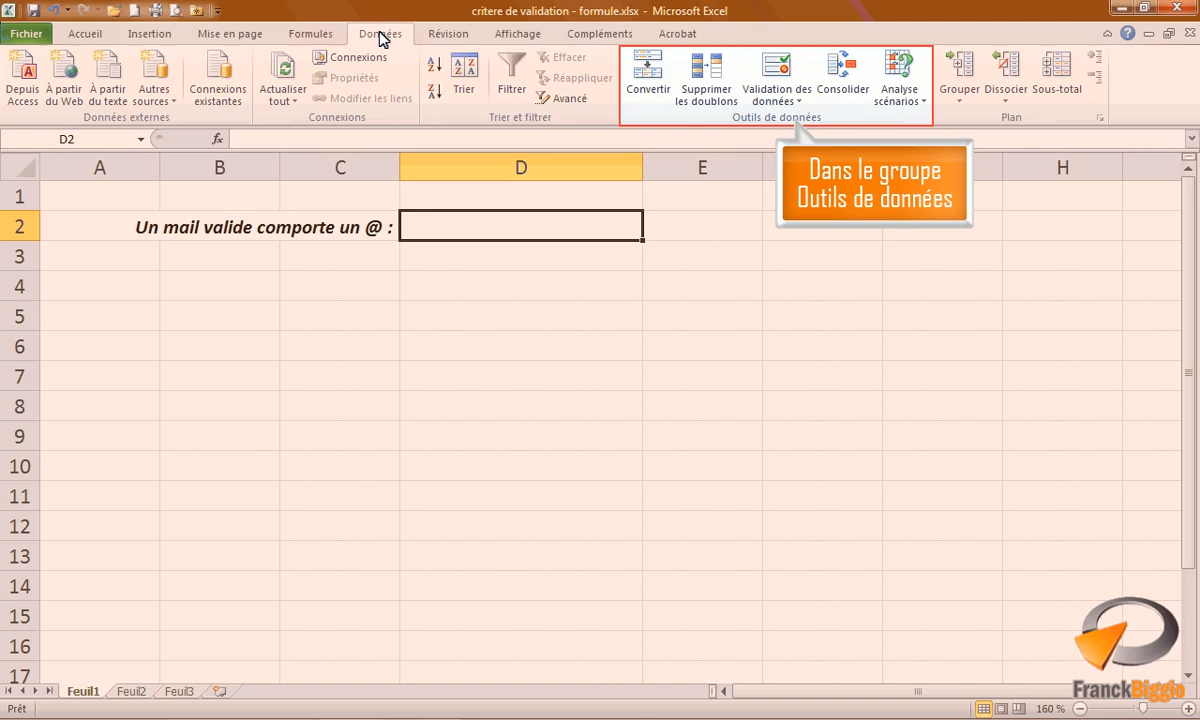 critere de validation - formule.xlsx - Microsoft Excel
Fichier Accueil Insertion Mise en page Formules Données Révision Affichage Compléments Acrobat
Depuis Access
À partir du Web
À partir du texte
Autres sources
Connexions existantes
Données externes
Actualiser tout
Connexions
Propriétés
Modifier les liens
Connexions
Trier
Filtrer
Effacer
Réappliquer
Avancé
Trier et filtrer
Convertir
Supprimer les doublons
Validation des données
Consolider
Analyse scénarios
Outils de données
Grouper
Dissocier
Sous-total
Plan
D2
fx
Dans le groupe
Outils de données
A B C D E H
1
2
Un mail valide comporte un @ :
3
4
5
6
7
8
9
10
11
12
13
14
15
16
17
FranckBiggio
Feuil1 Feuil2 Feuil3
Prêt
160 %